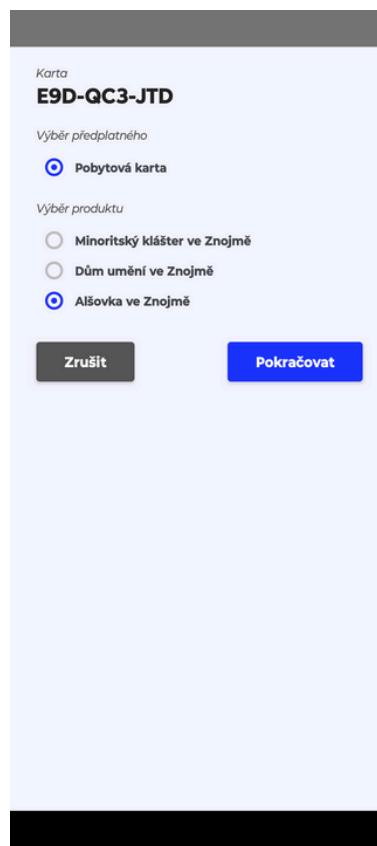 Karta
E9D-QC3-JTD
Výběr předplatného
Pobytová karta
Výběr produktu
Minoritský klášter ve Znojmě
Dům umění ve Znojmě
Alšovka ve Znojmě
Zrušit
Pokračovat